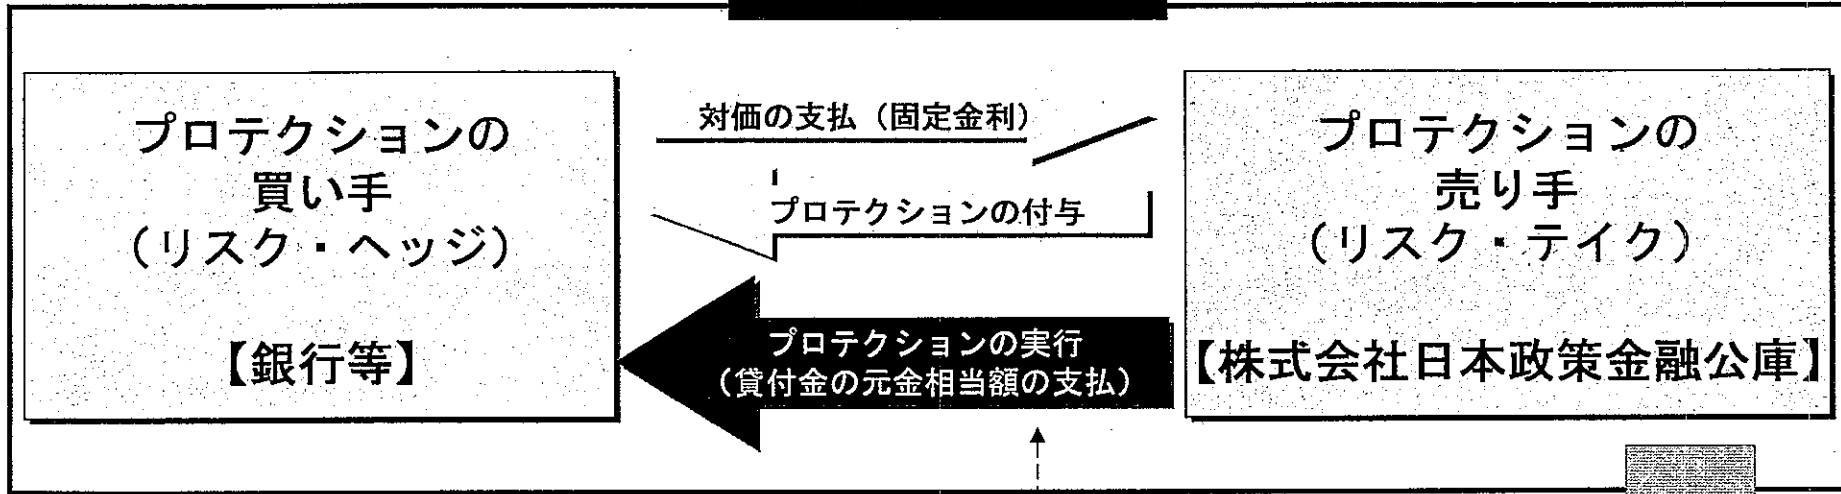 プロテクションの
買い手
（リスク・ヘッジ）
【銀行等】
対価の支払（固定金利）
プロテクションの付与
プロテクションの実行
（貸付金の元金相当額の支払）
プロテクションの
売り手
（リスク・テイク）
【株式会社日本政策金融公庫】